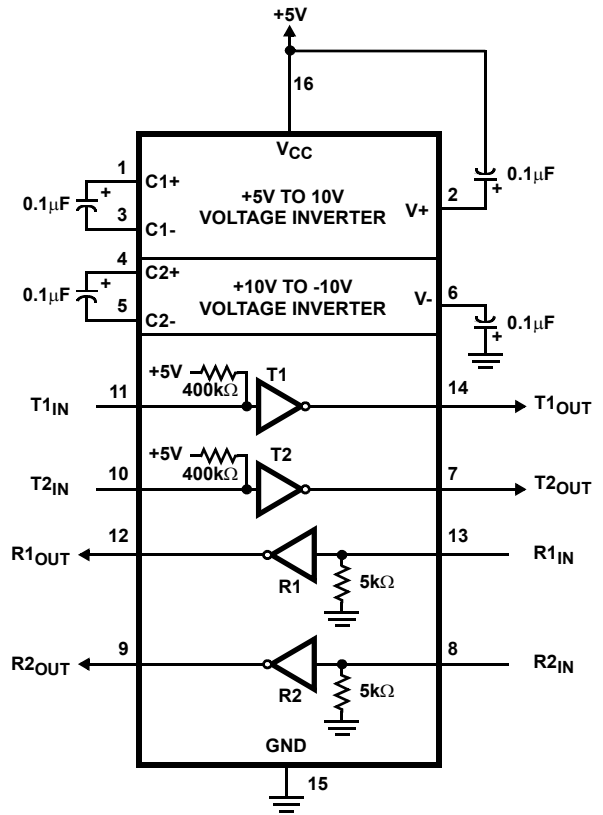 +5V
16
VCC
1
C1+
+
0.1μF
3
C1-
+5V TO 10V
VOLTAGE INVERTER
V+
2
0.1μF
+
4
C2+
+
0.1μF
5
C2-
+10V TO -10V
VOLTAGE INVERTER
V-
6
0.1μF
+
T1IN
11
+5V
400kΩ
T1
14
T1OUT
T2IN
10
+5V
400kΩ
T2
7
T2OUT
R1OUT
12
R1
5kΩ
13
R1IN
R2OUT
9
R2
5kΩ
8
R2IN
GND
15